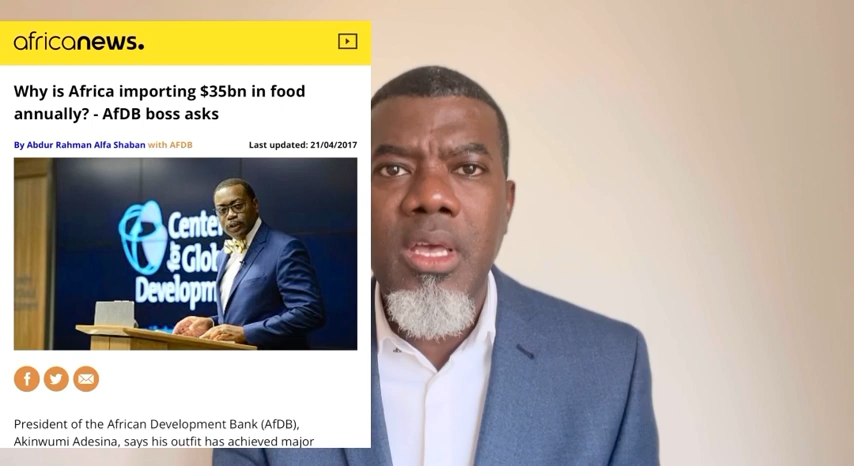 africanews.
Why is Africa importing $35bn in food
annually? - AfDB boss asks
By Abdur Rahman Alfa Shaban with AFDB
Last updated: 21/04/2017
Center
for Glob
Developm
President of the African Development Bank (AfDB),
Akinwumi Adesina, says his outfit has achieved major